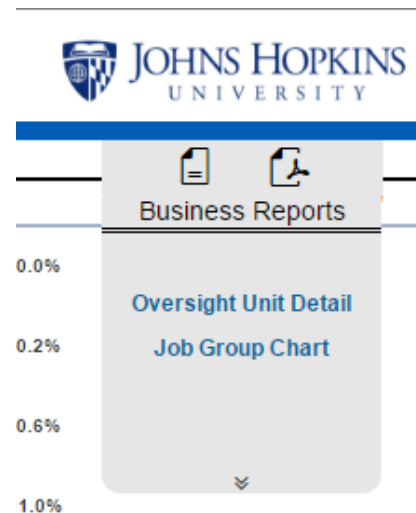 JOHNS HOPKINS
UNIVERSITY
Business Reports
0.0%
Oversight Unit Detail
0.2%
Job Group Chart
0.6%
1.0%